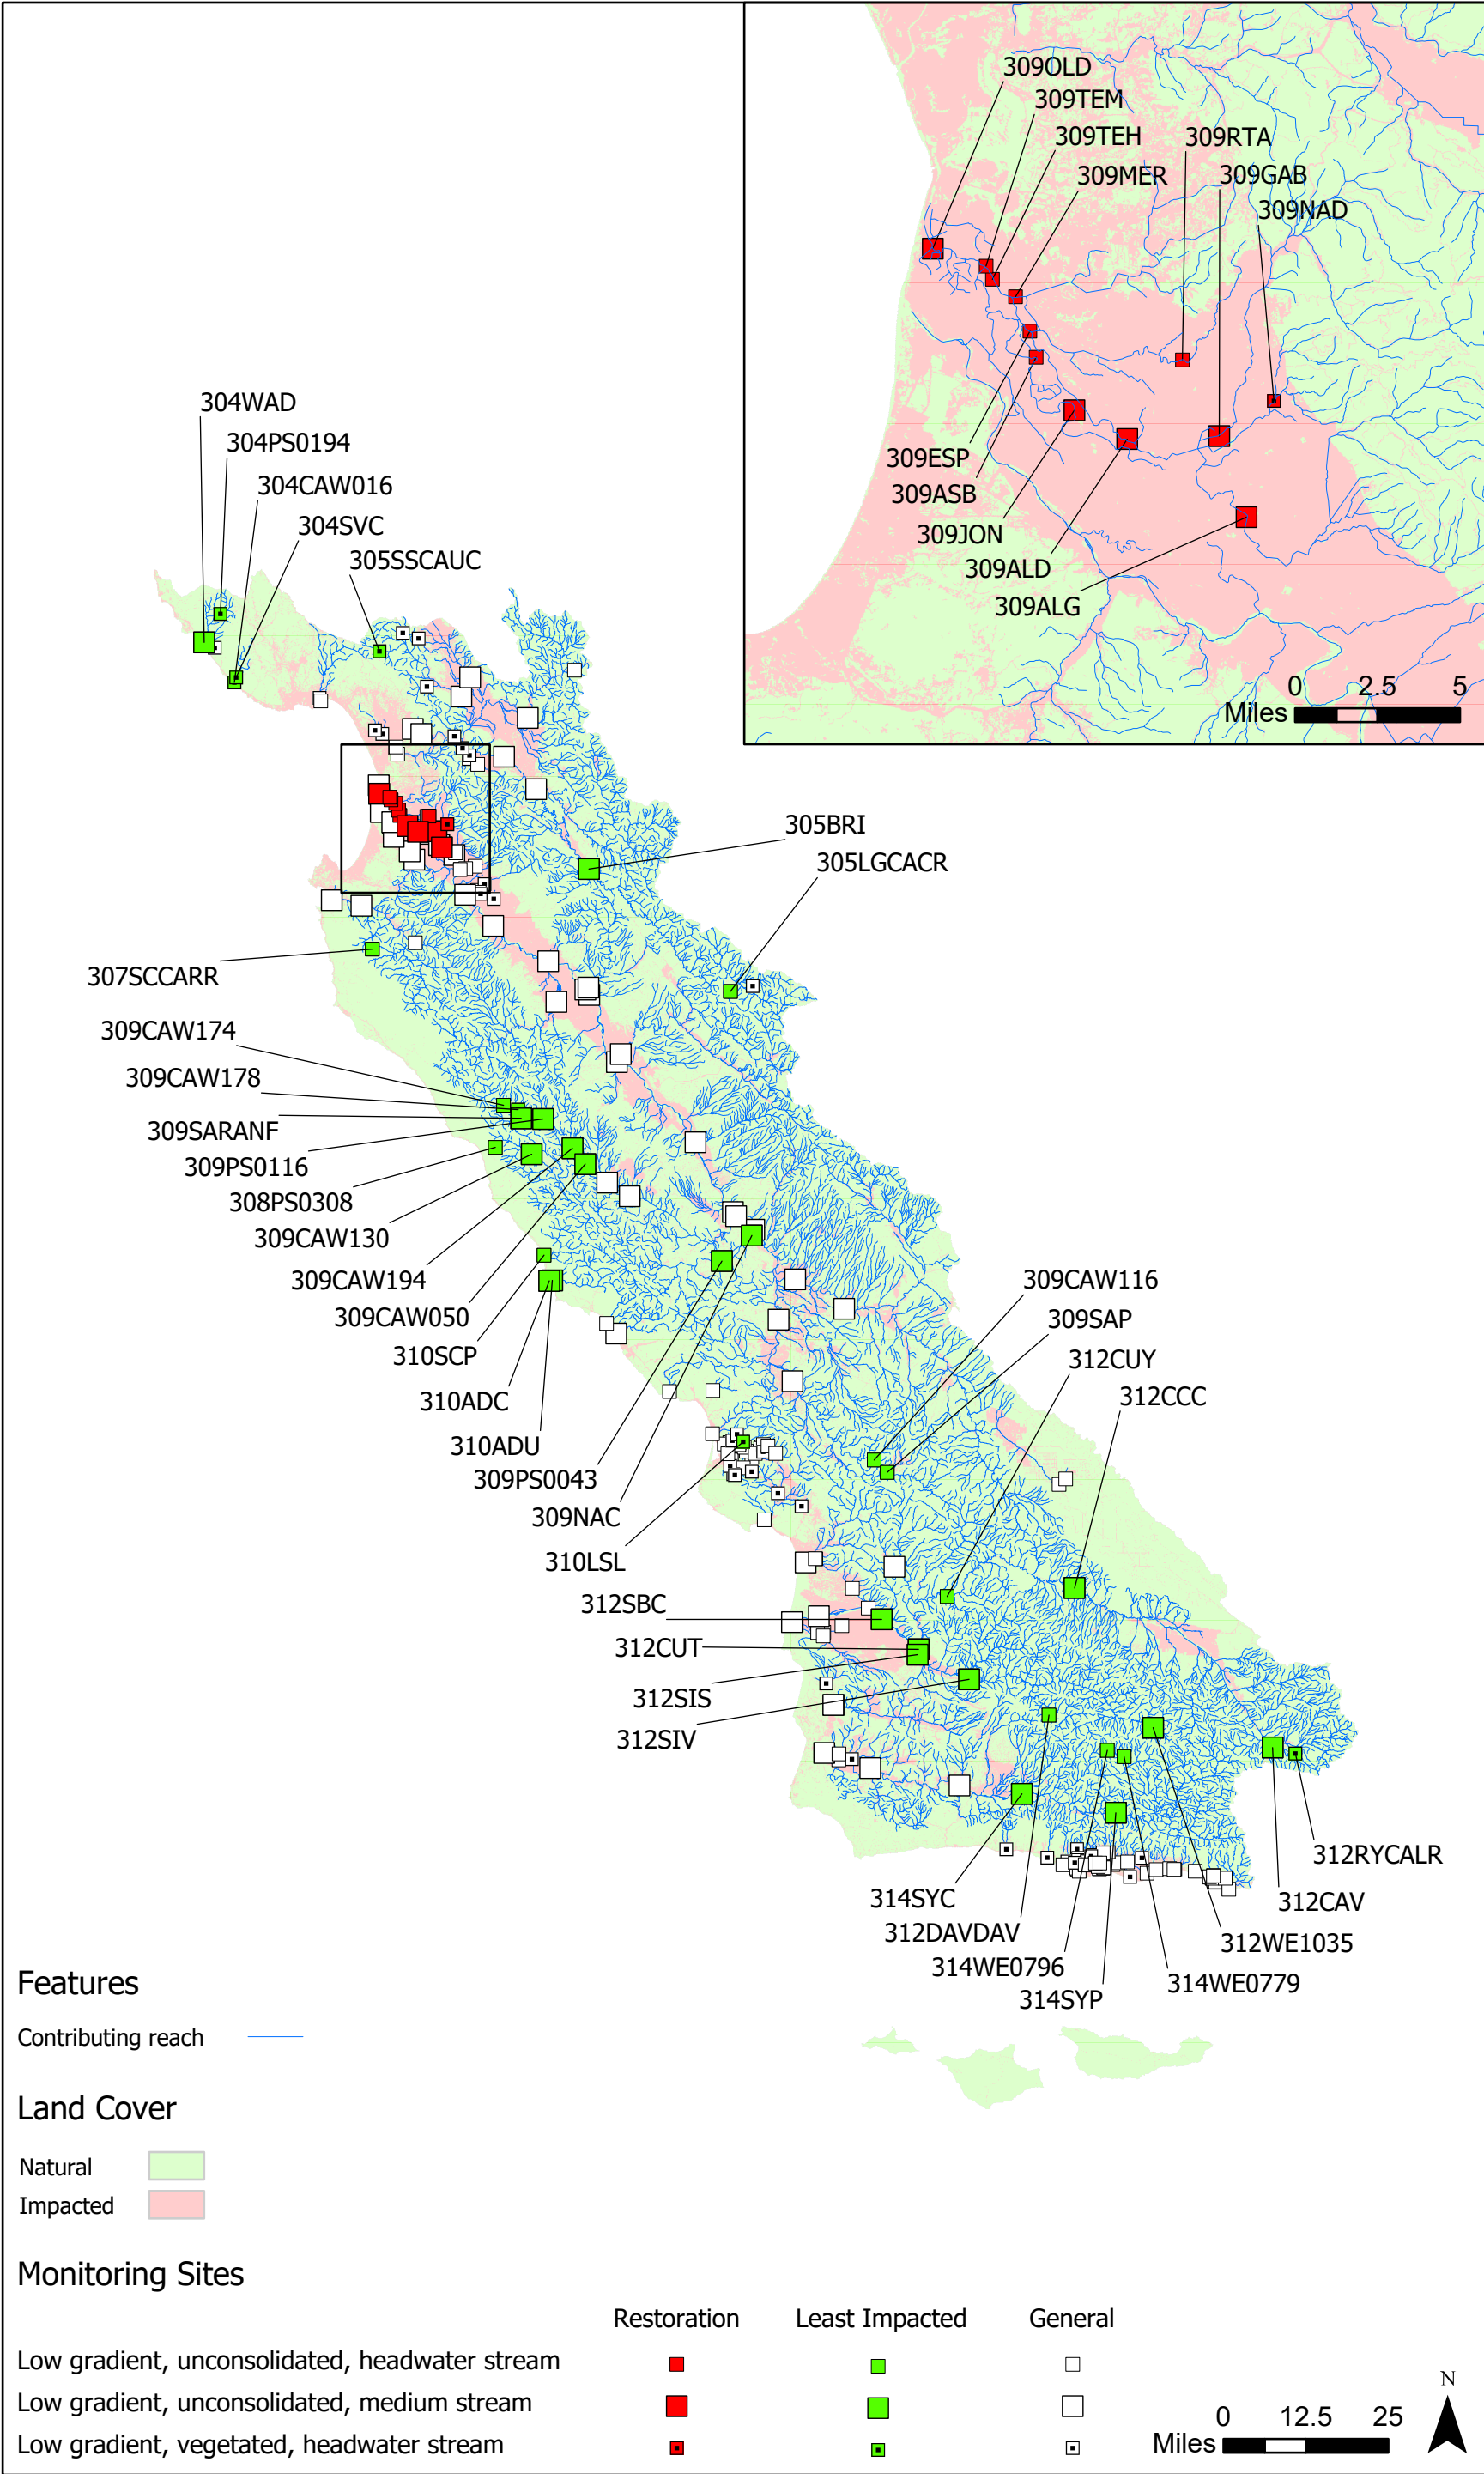 309OLD
309TEM
309TEH
309RTA
309MER
309GAB
309NAD
309ESP
309ASB
309JON
309ALD
309ALG
0 2.5 5
Miles
304WAD
304PS0194
304CAW016
304SVC
305SSCAUC
305BRI
305LGCACR
307SCCARR
309CAW174
309CAW178
309SARANF
309PS0116
308PS0308
309CAW130
309CAW194
309CAW050
310SCP
310ADC
310ADU
309PS0043
309NAC
310LSL
309CAW116
309SAP
312CUY
312CCC
312SBC
312CUT
312SIS
312SIV
312RYCALR
314SYC
312CAV
312DAVDAV
312WE1035
314WE0796
314WE0779
314SYP
Features
Contributing reach
Land Cover
Natural
Impacted
Monitoring Sites
Restoration Least Impacted General
Low gradient, unconsolidated, headwater stream
Low gradient, unconsolidated, medium stream
Low gradient, vegetated, headwater stream
0 12.5 25
Miles
N